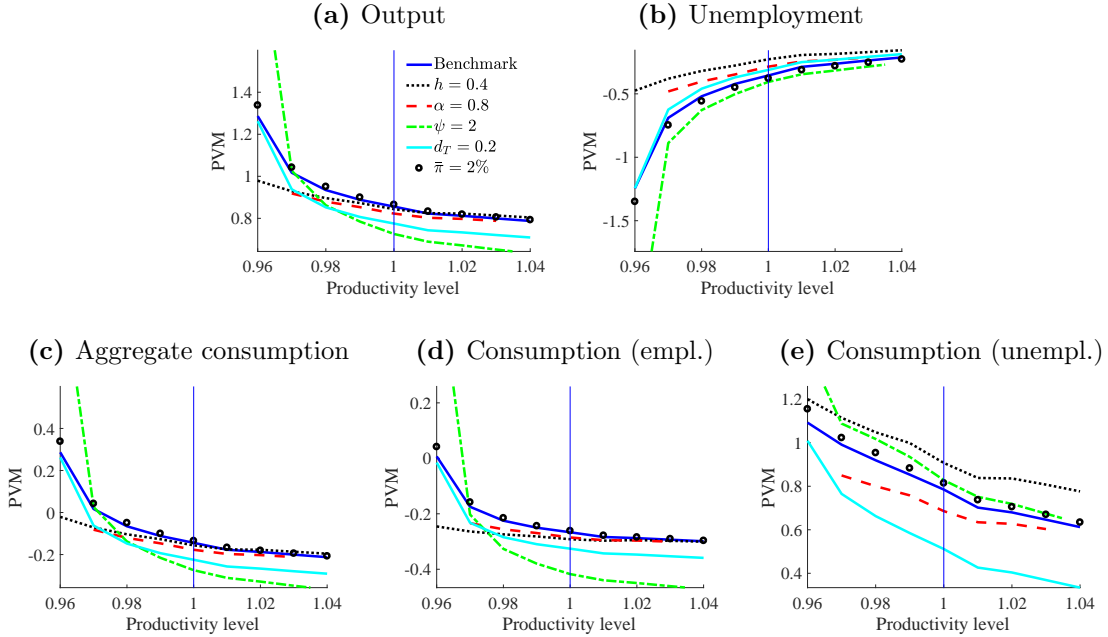 (a) Output
(b) Unemployment
1.4
1.2
1
0.8
PVM
0.96 0.98 1 1.02 1.04
Productivity level
Benchmark
h = 0.4
α = 0.8
ψ = 2
d_T = 0.2
π̄ = 2%
-0.5
-1
-1.5
PVM
0.96 0.98 1 1.02 1.04
Productivity level
(c) Aggregate consumption
(d) Consumption (empl.)
(e) Consumption (unempl.)
0.4
0.2
0
-0.2
PVM
0.96 0.98 1 1.02 1.04
Productivity level
0.2
0
-0.2
-0.4
PVM
0.96 0.98 1 1.02 1.04
Productivity level
1.2
1
0.8
0.6
0.4
PVM
0.96 0.98 1 1.02 1.04
Productivity level